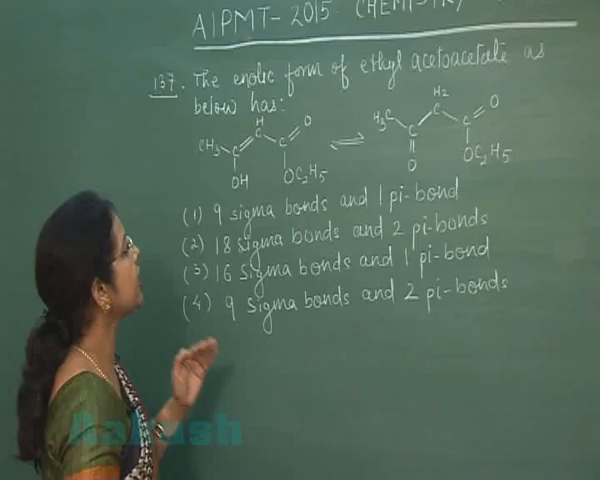 AIPMT-2015 CHEMISTRY
137. The enolic form of ethyl acetoacetate as
below has:
CH3 C H C C O OH OC2H5 ⇌ H3C C O H2 C C O OC2H5
(1) 9 sigma bonds and 1 pi-bond
(2) 18 sigma bonds and 2 pi-bonds
(3) 16 sigma bonds and 1 pi-bond
(4) 9 sigma bonds and 2 pi-bonds
Aakash